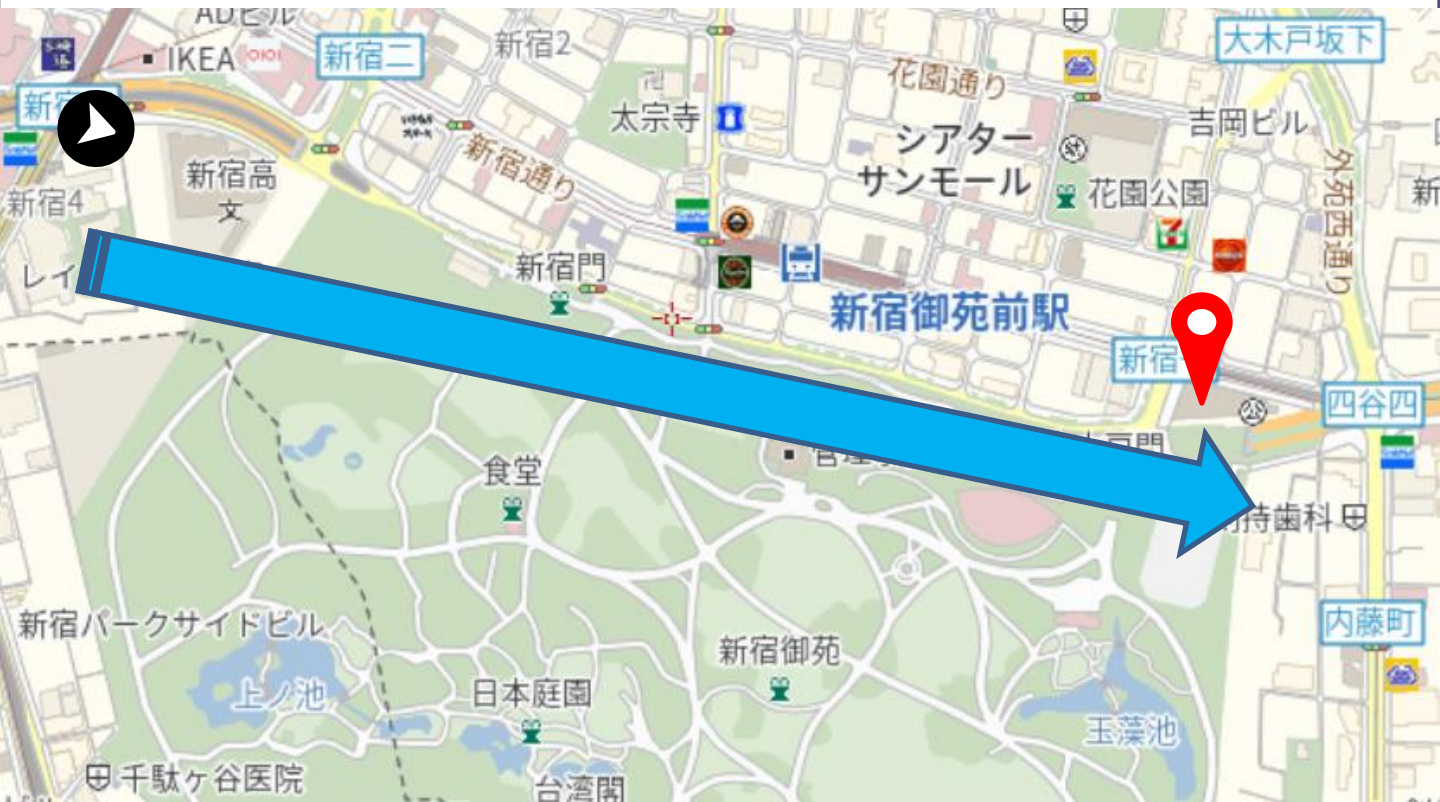 ADビル
IKEA
OIOI
新宿二
新宿2
大木戸坂下
花園通り
太宗寺
シアター
サンモール
吉岡ビル
新宿高
文
新宿通り
花園公園
外苑西通り
新宿4
レイ
新宿門
新宿御苑前駅
新宿
四谷四
食堂
持歯科
新宿パークサイドビル
新宿御苑
内藤町
上ノ池
日本庭園
玉藻池
千駄ヶ谷医院
台湾閣